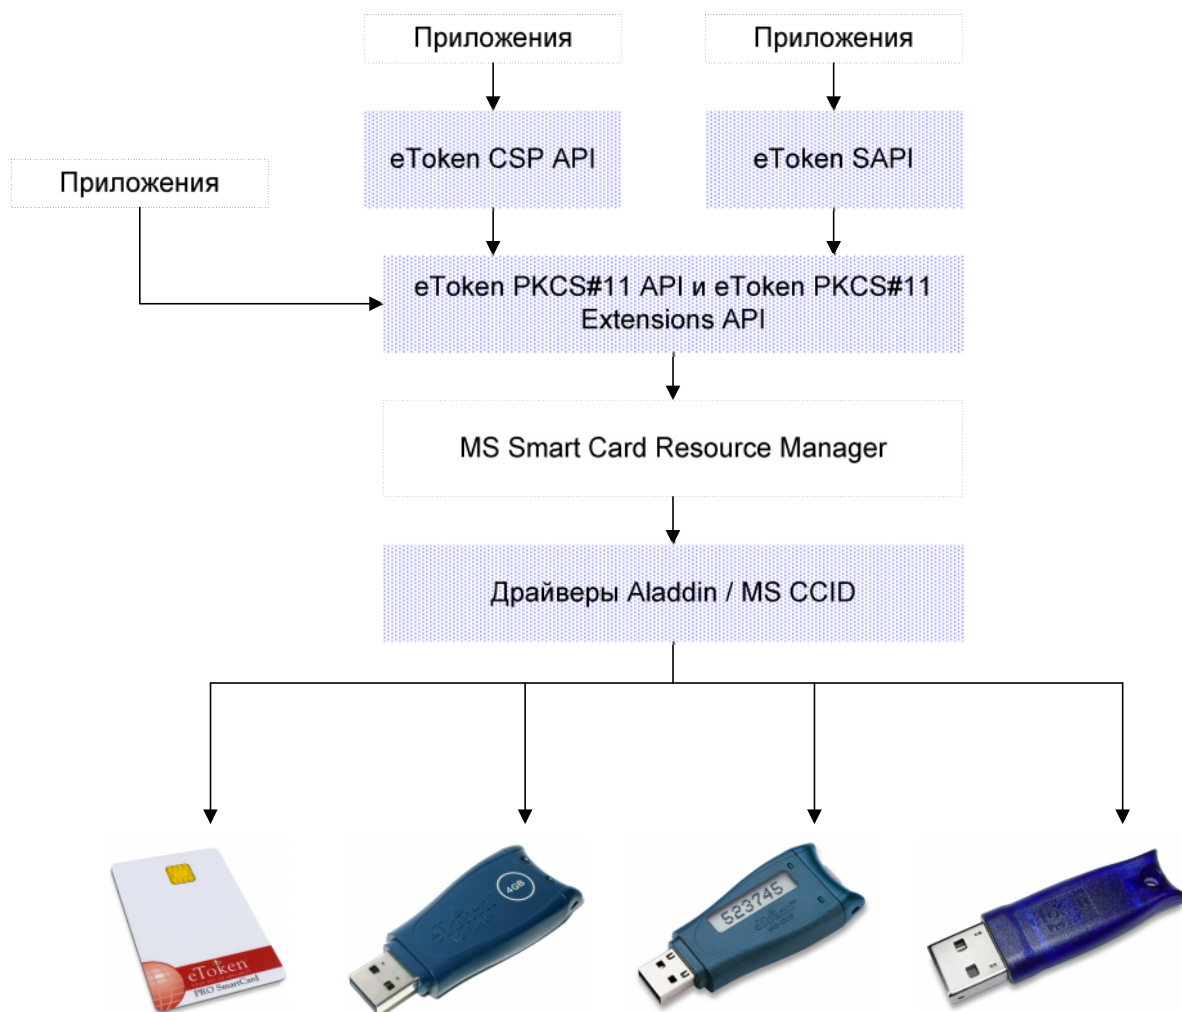 Приложения
Приложения
eToken CSP API
eToken SAPI
Приложения
eToken PKCS#11 API и eToken PKCS#11
Extensions API
MS Smart Card Resource Manager
Драйверы Aladdin / MS CCID
4GB
523745
eToken
PRO SmartCard